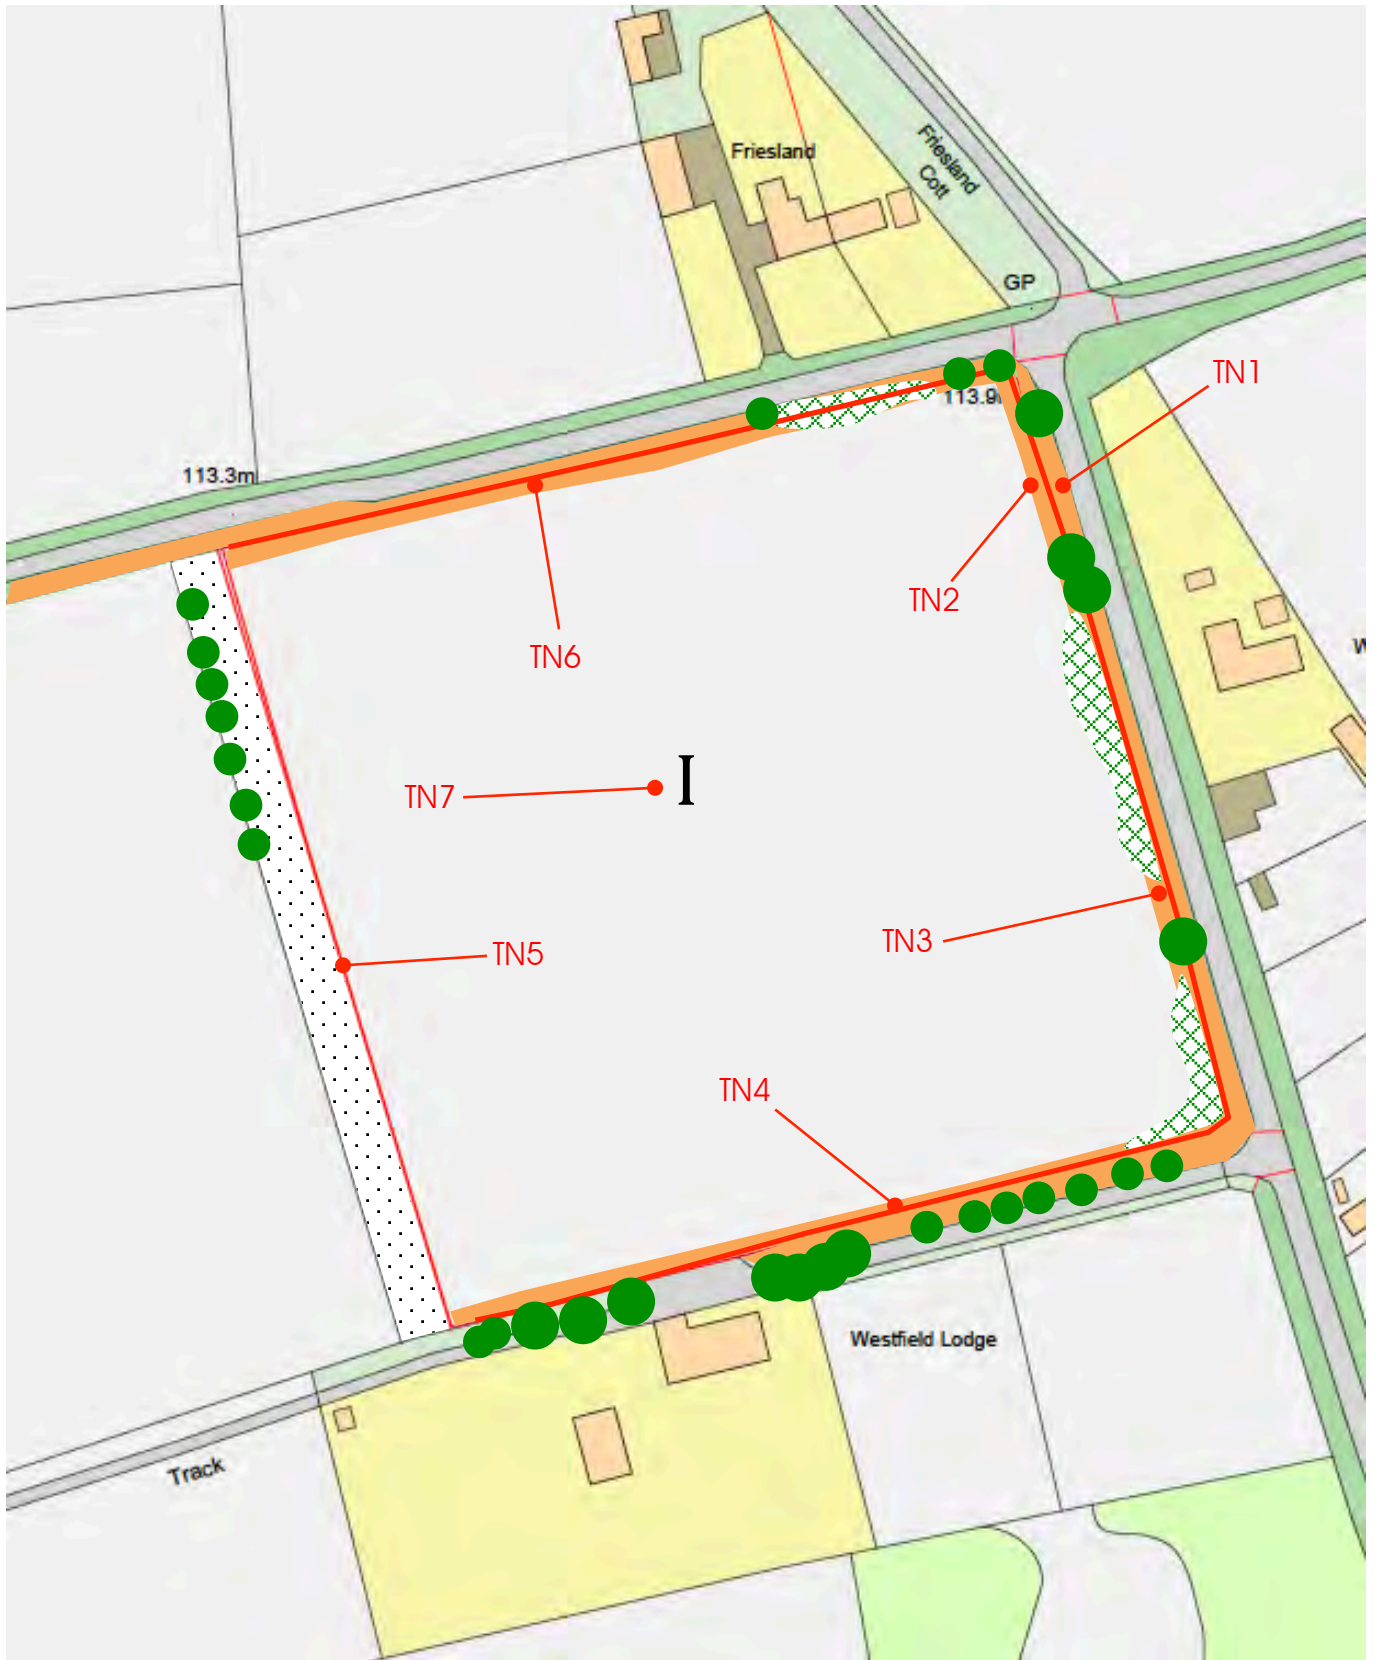 Friesland
Friesland
Cott
GP
TN1
113.9
113.3m
TN2
TN6
W
TN7
I
TN3
TN5
TN4
Westfield Lodge
Track